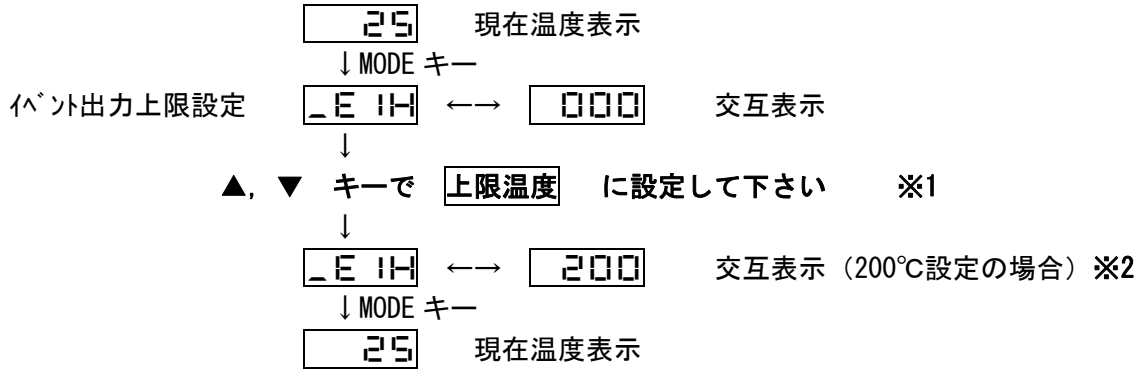 25 現在温度表示
↓MODE キー
ｲﾍﾞﾝﾄ出力上限設定 _E1H ←→ 000 交互表示
↓
▲, ▼ キーで 上限温度 に設定して下さい ※1
↓
_E1H ←→ 200 交互表示（200℃設定の場合）※2
↓MODE キー
25 現在温度表示